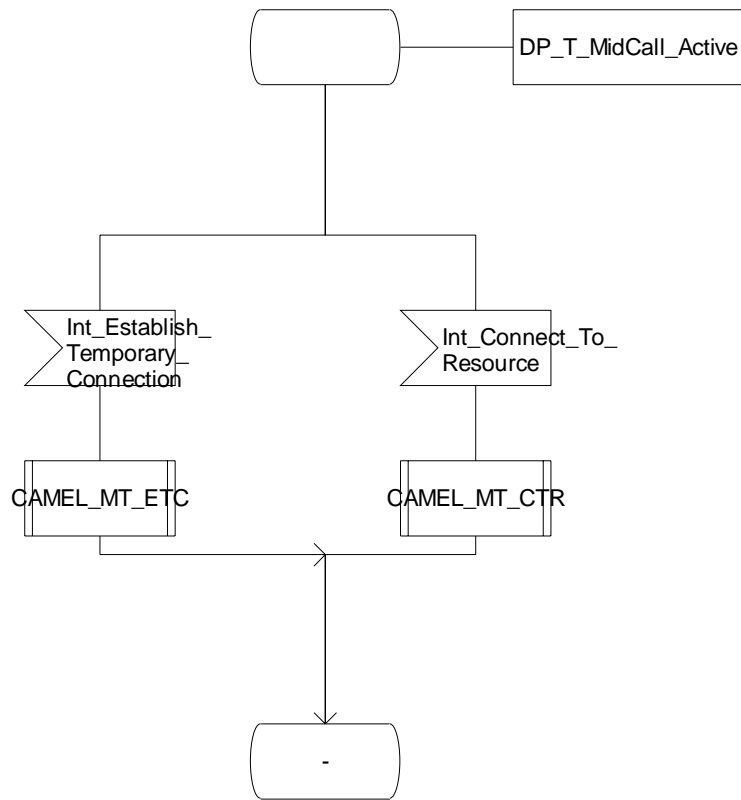 DP_T_MidCall_Active
Int_Establish_
Temporary_
Connection
Int_Connect_To_
Resource
CAMEL_MT_ETC
CAMEL_MT_CTR
-